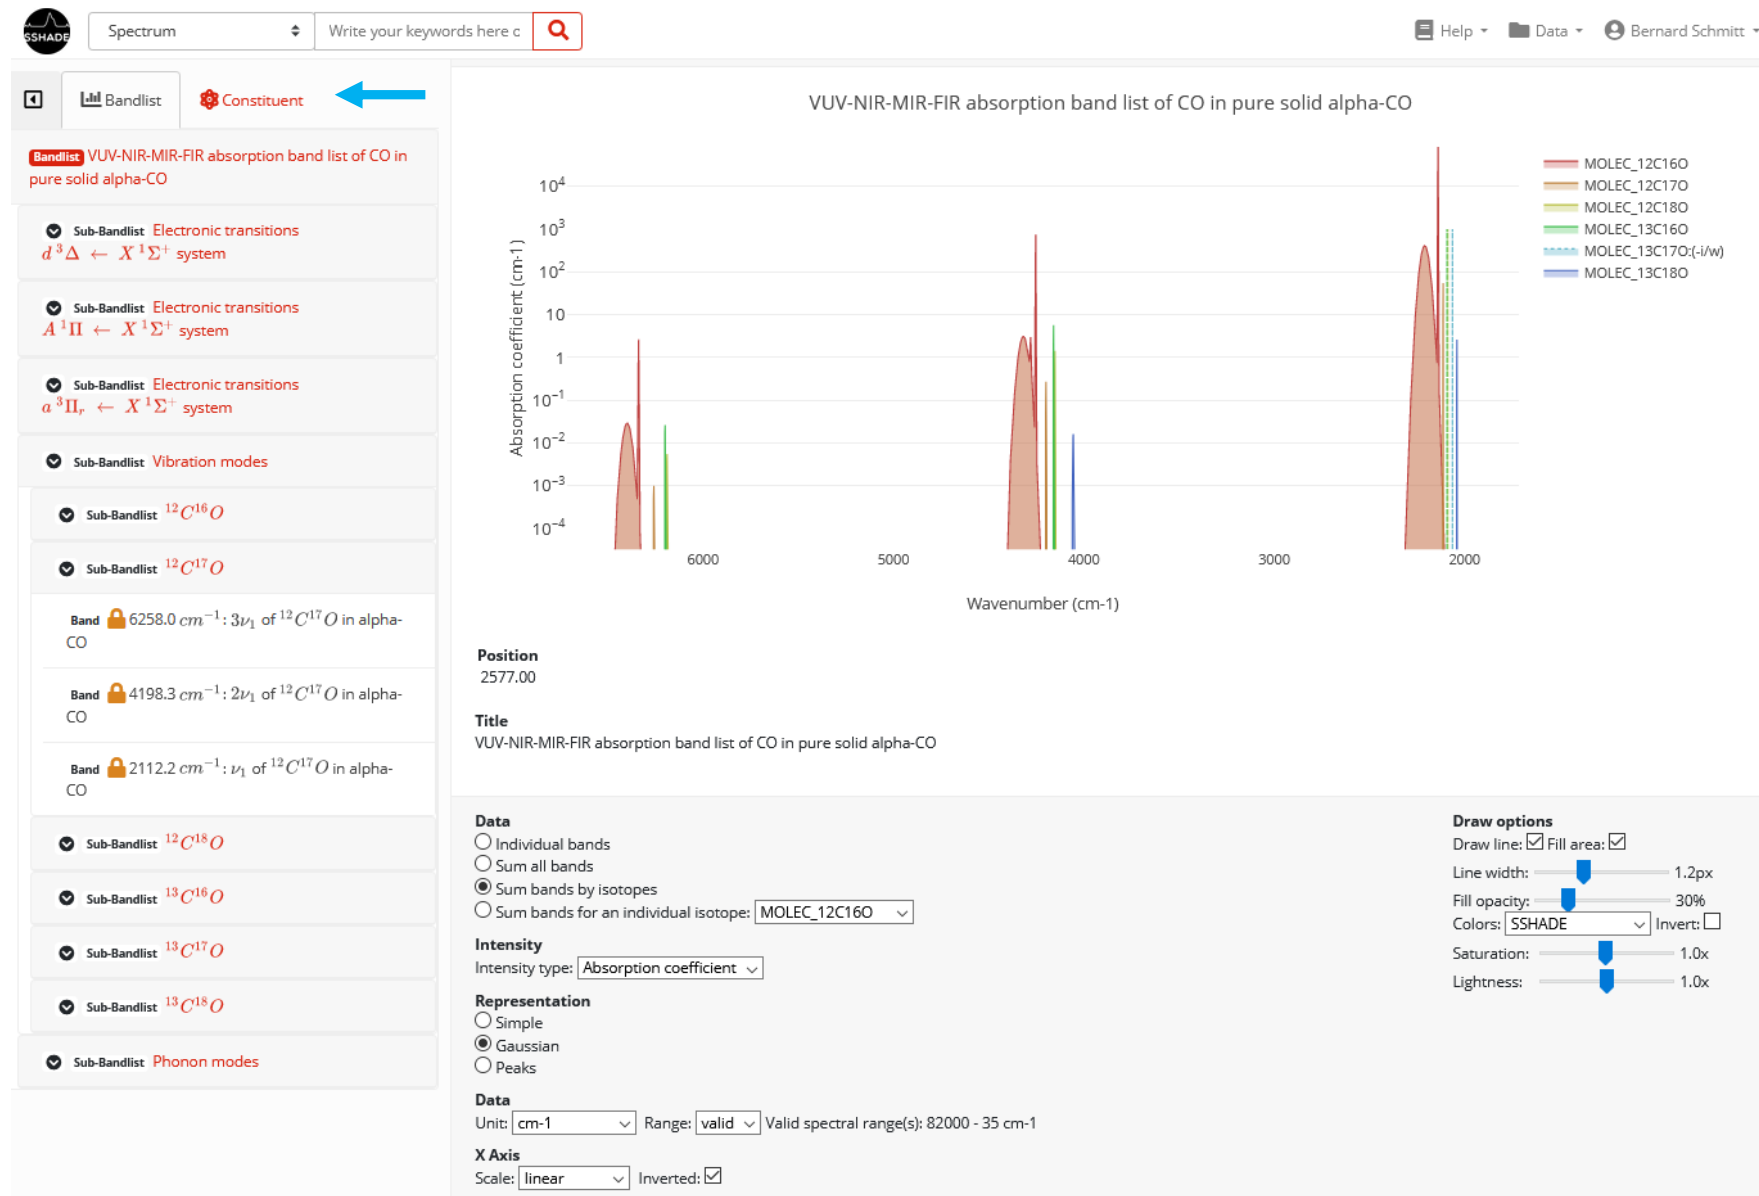 SSHADE
Spectrum
Write your keywords here o
Help
Data
Bernard Schmitt
Bandlist
Constituent
Bandlist VUV-NIR-MIR-FIR absorption band list of CO in
pure solid alpha-CO
Sub-Bandlist Electronic transitions
d ³Δ ← X ¹Σ⁺ system
Sub-Bandlist Electronic transitions
A ¹Π ← X ¹Σ⁺ system
Sub-Bandlist Electronic transitions
a ³Πᵣ ← X ¹Σ⁺ system
Sub-Bandlist Vibration modes
Sub-Bandlist ¹²C¹⁶O
Sub-Bandlist ¹²C¹⁷O
Band 6258.0 cm⁻¹: 3ν₁ of ¹²C¹⁷O in alpha-
CO
Band 4198.3 cm⁻¹: 2ν₁ of ¹²C¹⁷O in alpha-
CO
Band 2112.2 cm⁻¹: ν₁ of ¹²C¹⁷O in alpha-
CO
Sub-Bandlist ¹²C¹⁸O
Sub-Bandlist ¹³C¹⁶O
Sub-Bandlist ¹³C¹⁷O
Sub-Bandlist ¹³C¹⁸O
Sub-Bandlist Phonon modes
VUV-NIR-MIR-FIR absorption band list of CO in pure solid alpha-CO
Absorption coefficient (cm-1)
10⁴
10³
10²
10
1
10⁻¹
10⁻²
10⁻³
10⁻⁴
6000
5000
4000
3000
2000
Wavenumber (cm-1)
MOLEC_12C16O
MOLEC_12C17O
MOLEC_12C18O
MOLEC_13C16O
MOLEC_13C17O:(-i/w)
MOLEC_13C18O
Position
2577.00
Title
VUV-NIR-MIR-FIR absorption band list of CO in pure solid alpha-CO
Data
Individual bands
Sum all bands
Sum bands by isotopes
Sum bands for an individual isotope: MOLEC_12C16O
Intensity
Intensity type: Absorption coefficient
Representation
Simple
Gaussian
Peaks
Data
Unit: cm-1 Range: valid Valid spectral range(s): 82000 - 35 cm-1
X Axis
Scale: linear Inverted:
Draw options
Draw line: Fill area:
Line width: 1.2px
Fill opacity: 30%
Colors: SSHADE Invert:
Saturation: 1.0x
Lightness: 1.0x